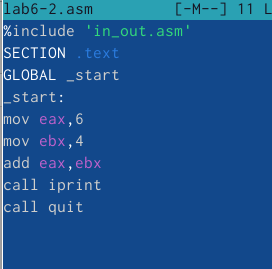 lab6-2.asm [-M--] 11 L
%include 'in_out.asm'
SECTION .text
GLOBAL _start
_start:
mov eax,6
mov ebx,4
add eax,ebx
call iprint
call quit